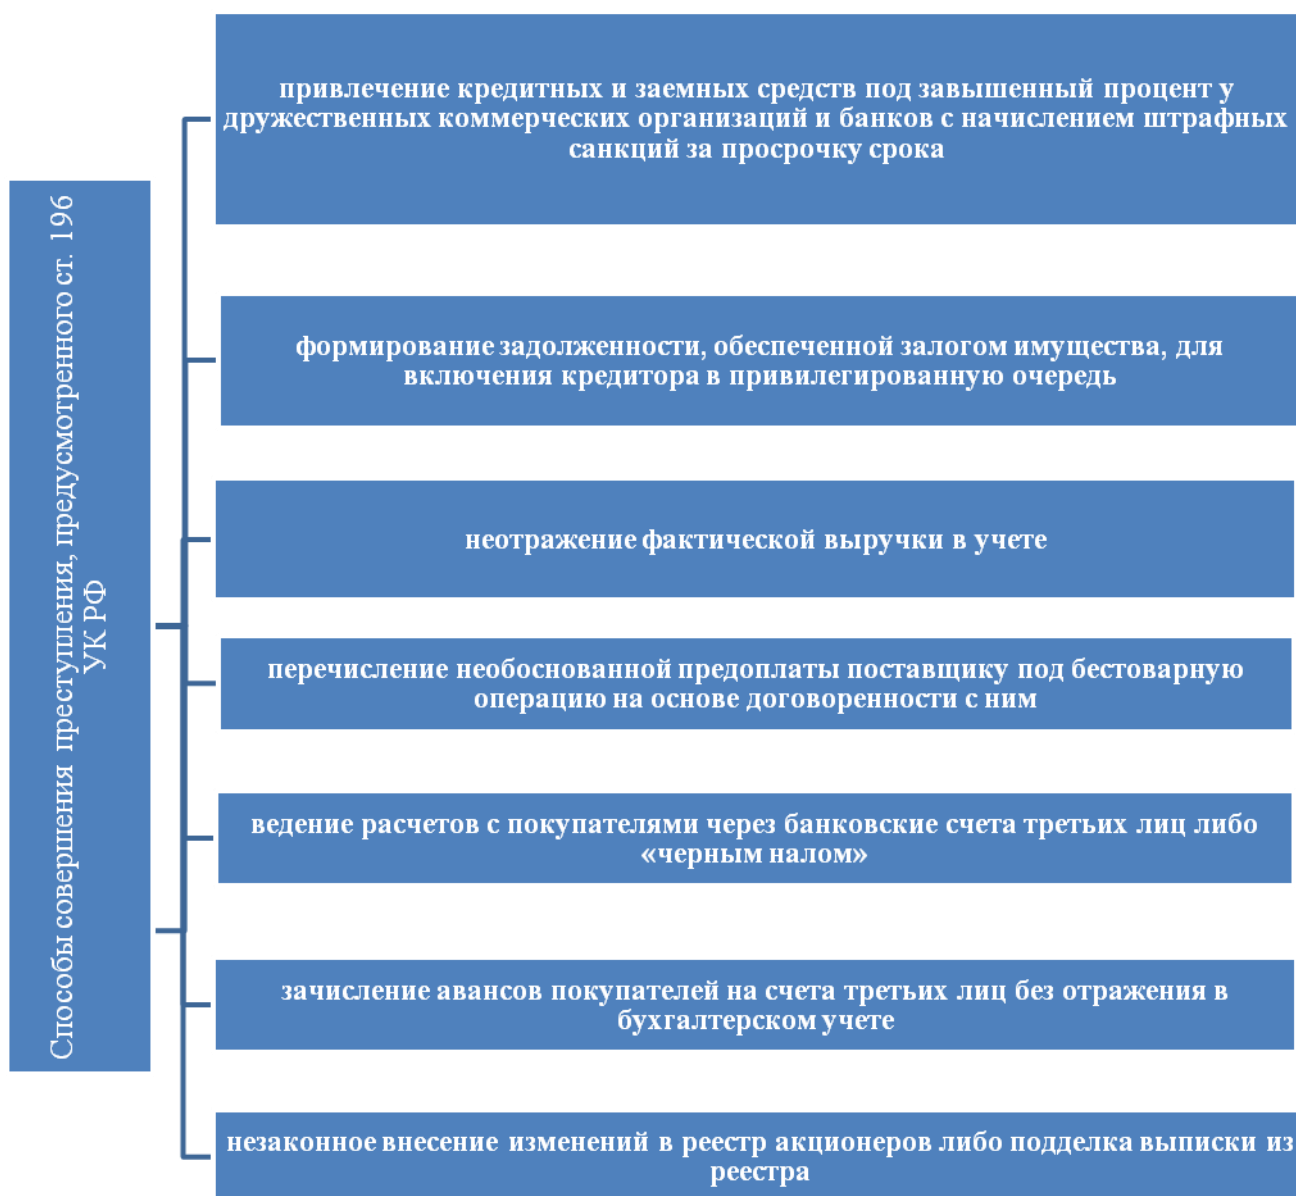 Способы совершения преступления, предусмотренного ст. 196
УК РФ
привлечение кредитных и заемных средств под завышенный процент у
дружественных коммерческих организаций и банков с начислением штрафных
санкций за просрочку срока
формирование задолженности, обеспеченной залогом имущества, для
включения кредитора в привилегированную очередь
неотражение фактической выручки в учете
перечисление необоснованной предоплаты поставщику под бестоварную
операцию на основе договоренности с ним
ведение расчетов с покупателями через банковские счета третьих лиц либо
«черным налом»
зачисление авансов покупателей на счета третьих лиц без отражения в
бухгалтерском учете
незаконное внесение изменений в реестр акционеров либо подделка выписки из
реестра